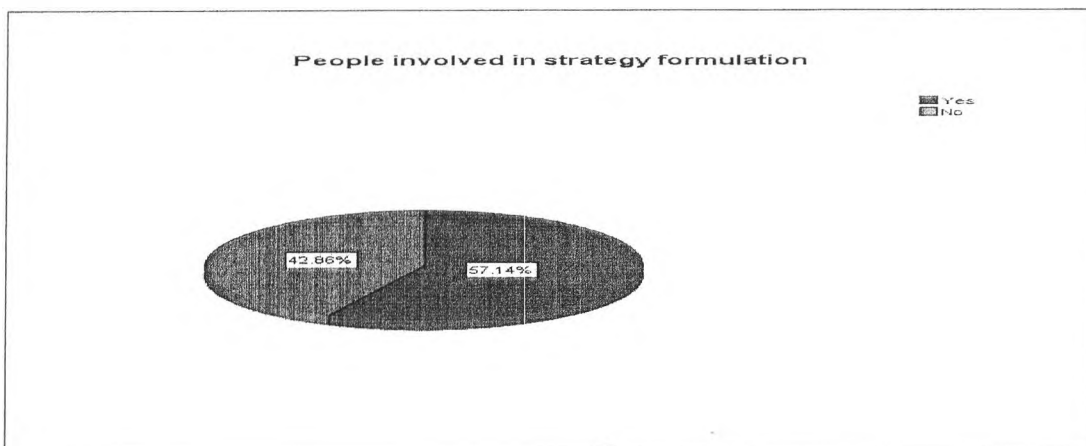 People involved in strategy formulation
Yes
No
42.86%
57.14%